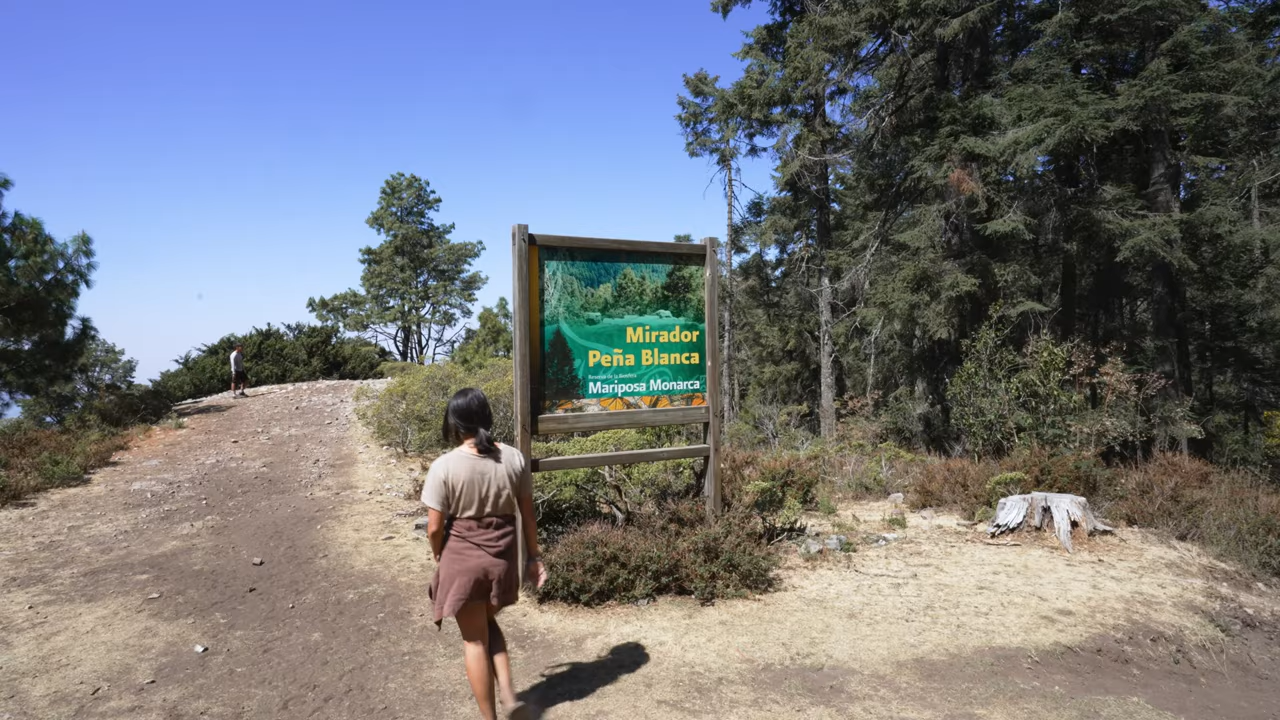 Mirador
Peña Blanca
Reserva de la Biosfera
Mariposa Monarca